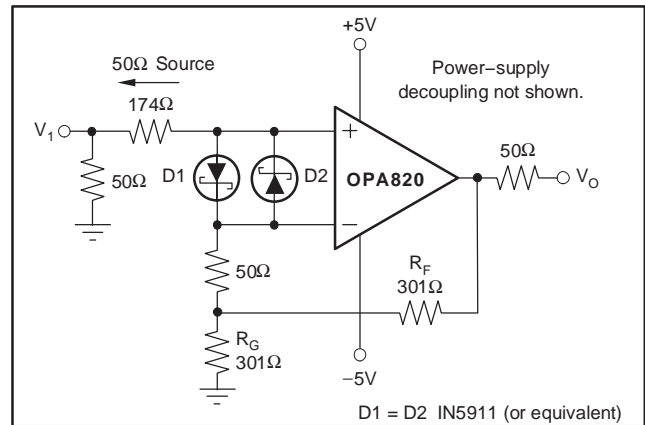 +5V
50Ω Source
Power–supply
decoupling not shown.
174Ω
V1
50Ω
D1
D2
+
−
OPA820
50Ω
VO
50Ω
RF
301Ω
RG
301Ω
−5V
D1 = D2 IN5911 (or equivalent)